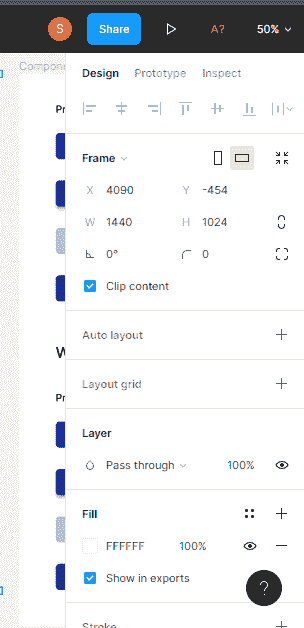 S Share A? 50%
Compon
Design Prototype Inspect
Pr
Frame
X 4090 Y -454
W 1440 H 1024
0° 0
Clip content
Auto layout
W
Layout grid
Pr
Layer
Pass through 100%
Fill
FFFFFF 100%
Show in exports
?
Stroke